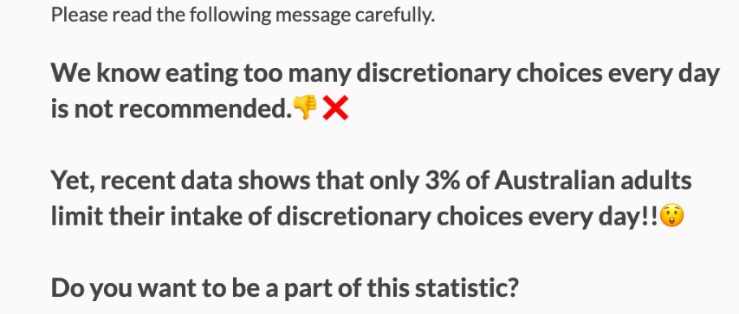 Please read the following message carefully.
We know eating too many discretionary choices every day
is not recommended.👎❌
Yet, recent data shows that only 3% of Australian adults
limit their intake of discretionary choices every day!!😲
Do you want to be a part of this statistic?